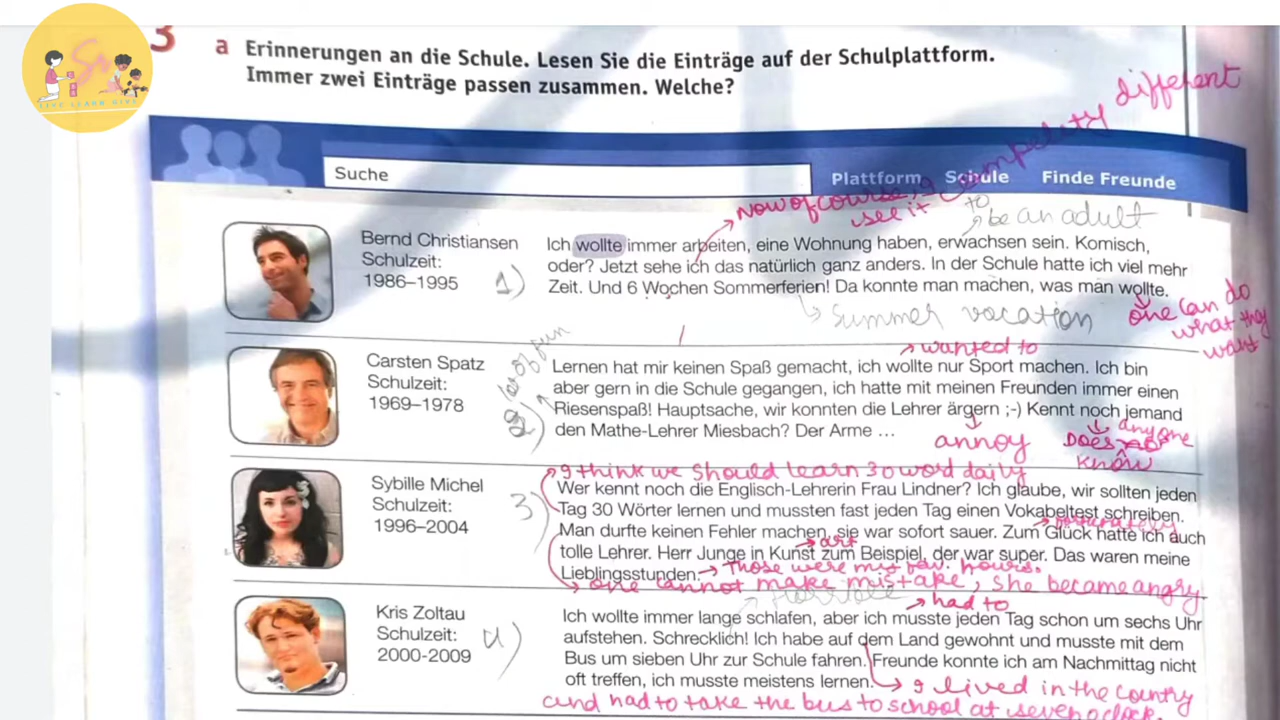 3
a Erinnerungen an die Schule. Lesen Sie die Einträge auf der Schulplattform.
Immer zwei Einträge passen zusammen. Welche?
different
Suche
Plattform Schule Finde Freunde
Now of course, I
see it
to
be an adult
Bernd Christiansen
Schulzeit:
1986–1995
1)
Ich wollte immer arbeiten, eine Wohnung haben, erwachsen sein. Komisch,
oder? Jetzt sehe ich das natürlich ganz anders. In der Schule hatte ich viel mehr
Zeit. Und 6 Wochen Sommerferien! Da konnte man machen, was man wollte.
Summer vacation
one can do
what they
want
wanted to
Carsten Spatz
Schulzeit:
1969–1978
of fun
2)
Lernen hat mir keinen Spaß gemacht, ich wollte nur Sport machen. Ich bin
aber gern in die Schule gegangen, ich hatte mit meinen Freunden immer einen
Riesenspaß! Hauptsache, wir konnten die Lehrer ärgern ;-) Kennt noch jemand
den Mathe-Lehrer Miesbach? Der Arme ...
annoy
anyone
know
I think we should learn 30 word daily
Sybille Michel
Schulzeit:
1996–2004
3)
Wer kennt noch die Englisch-Lehrerin Frau Lindner? Ich glaube, wir sollten jeden
Tag 30 Wörter lernen und mussten fast jeden Tag einen Vokabeltest schreiben.
Man durfte keinen Fehler machen, sie war sofort sauer. Zum Glück hatte ich auch
art
tolle Lehrer. Herr Junge in Kunst zum Beispiel, der war super. Das waren meine
Lieblingsstunden.
Those were my fav. hours.
one cannot make mistake, she became angry
Horrible
had to
Kris Zoltau
Schulzeit:
2000-2009
4)
Ich wollte immer lange schlafen, aber ich musste jeden Tag schon um sechs Uhr
aufstehen. Schrecklich! Ich habe auf dem Land gewohnt und musste mit dem
Bus um sieben Uhr zur Schule fahren. Freunde konnte ich am Nachmittag nicht
oft treffen, ich musste meistens lernen.
I lived in the country
and had to take the bus to school at seven o'clock